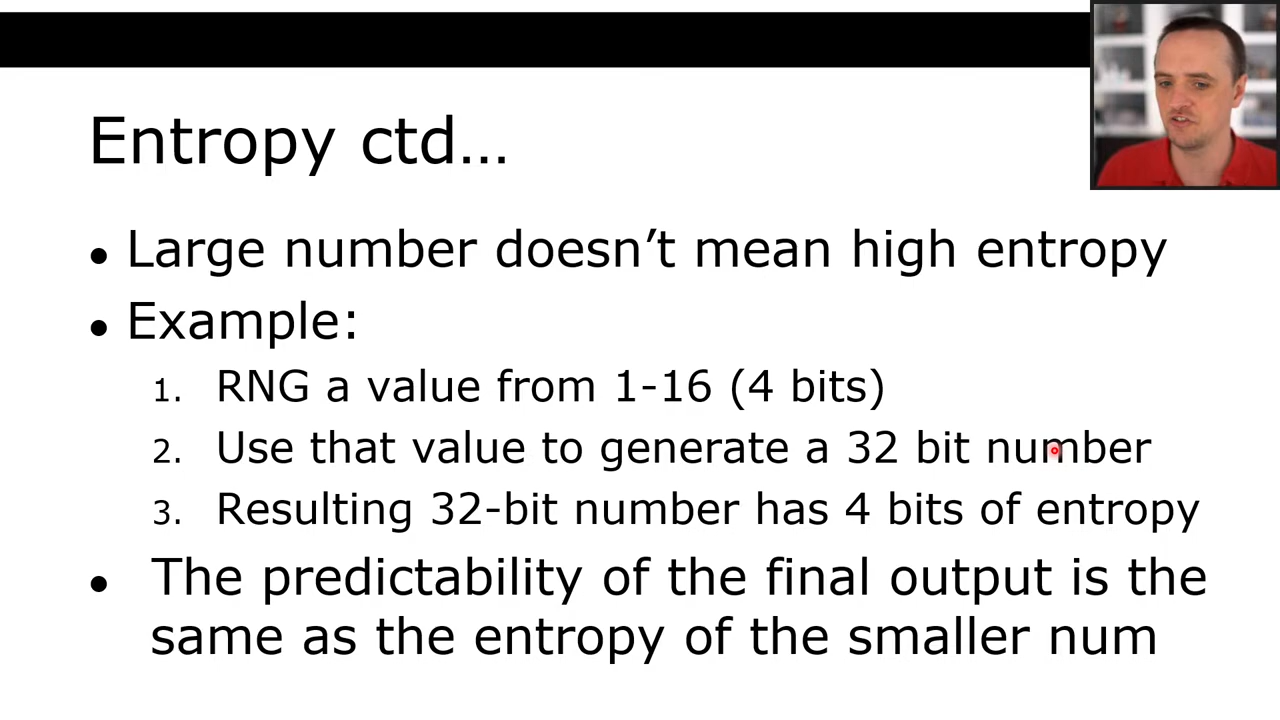 Entropy ctd…
• Large number doesn’t mean high entropy
• Example:
1. RNG a value from 1-16 (4 bits)
2. Use that value to generate a 32 bit number
3. Resulting 32-bit number has 4 bits of entropy
• The predictability of the final output is the
same as the entropy of the smaller num